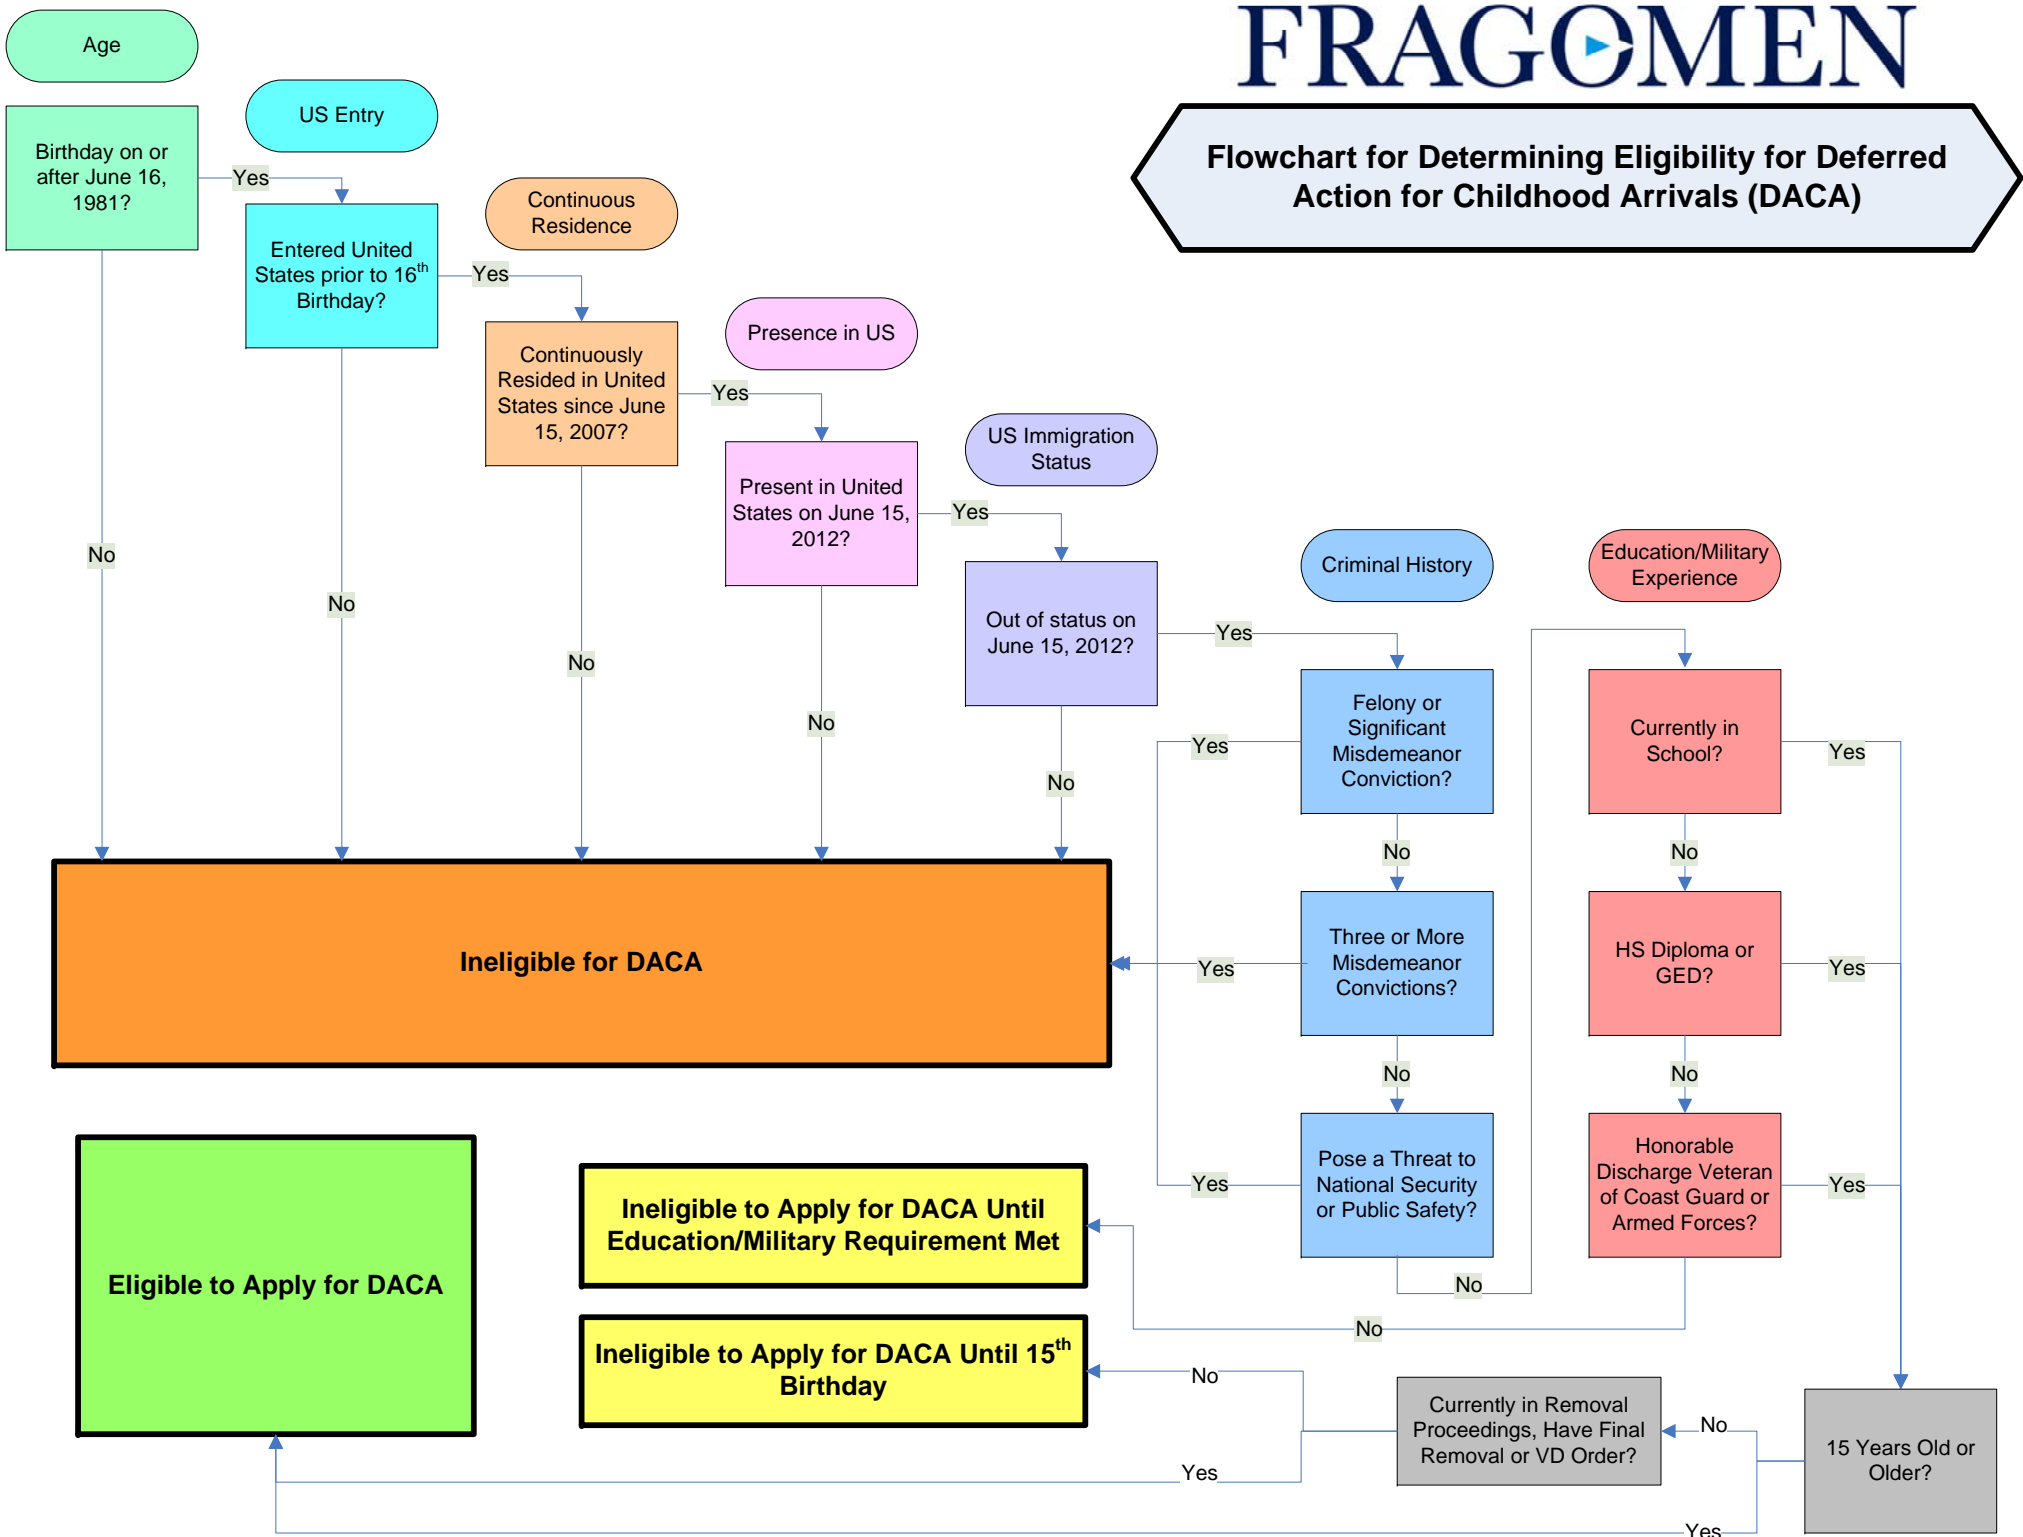 FRAGOMEN
Flowchart for Determining Eligibility for Deferred
Action for Childhood Arrivals (DACA)
Age
Birthday on or
after June 16,
1981?
Yes
No
US Entry
Entered United
States prior to 16th
Birthday?
Yes
No
Continuous
Residence
Continuously
Resided in United
States since June
15, 2007?
Yes
No
Presence in US
Present in United
States on June 15,
2012?
Yes
No
US Immigration
Status
Out of status on
June 15, 2012?
Yes
No
Criminal History
Felony or
Significant
Misdemeanor
Conviction?
Yes
No
Three or More
Misdemeanor
Convictions?
Yes
No
Pose a Threat to
National Security
or Public Safety?
Yes
No
Education/Military
Experience
Currently in
School?
Yes
No
HS Diploma or
GED?
Yes
No
Honorable
Discharge Veteran
of Coast Guard or
Armed Forces?
Yes
No
15 Years Old or
Older?
No
Yes
Currently in Removal
Proceedings, Have Final
Removal or VD Order?
No
Yes
Ineligible for DACA
Ineligible to Apply for DACA Until
Education/Military Requirement Met
Ineligible to Apply for DACA Until 15th
Birthday
Eligible to Apply for DACA